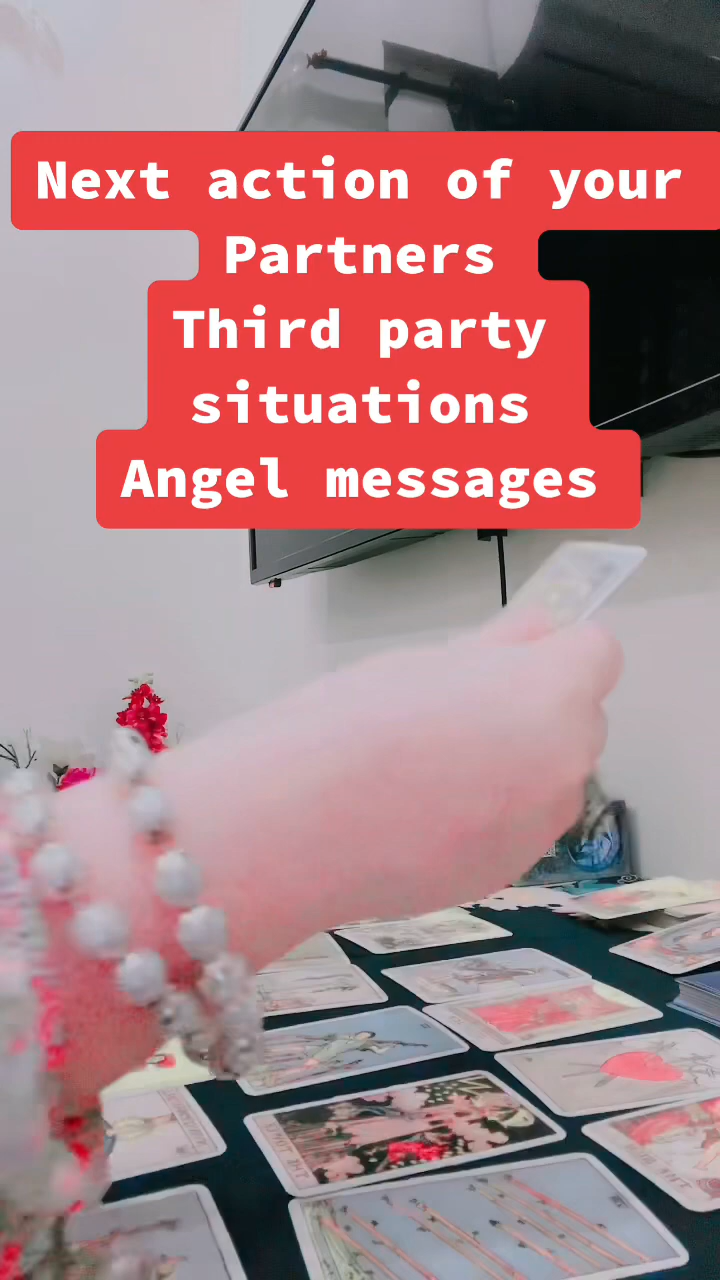 Next action of your
Partners
Third party
situations
Angel messages